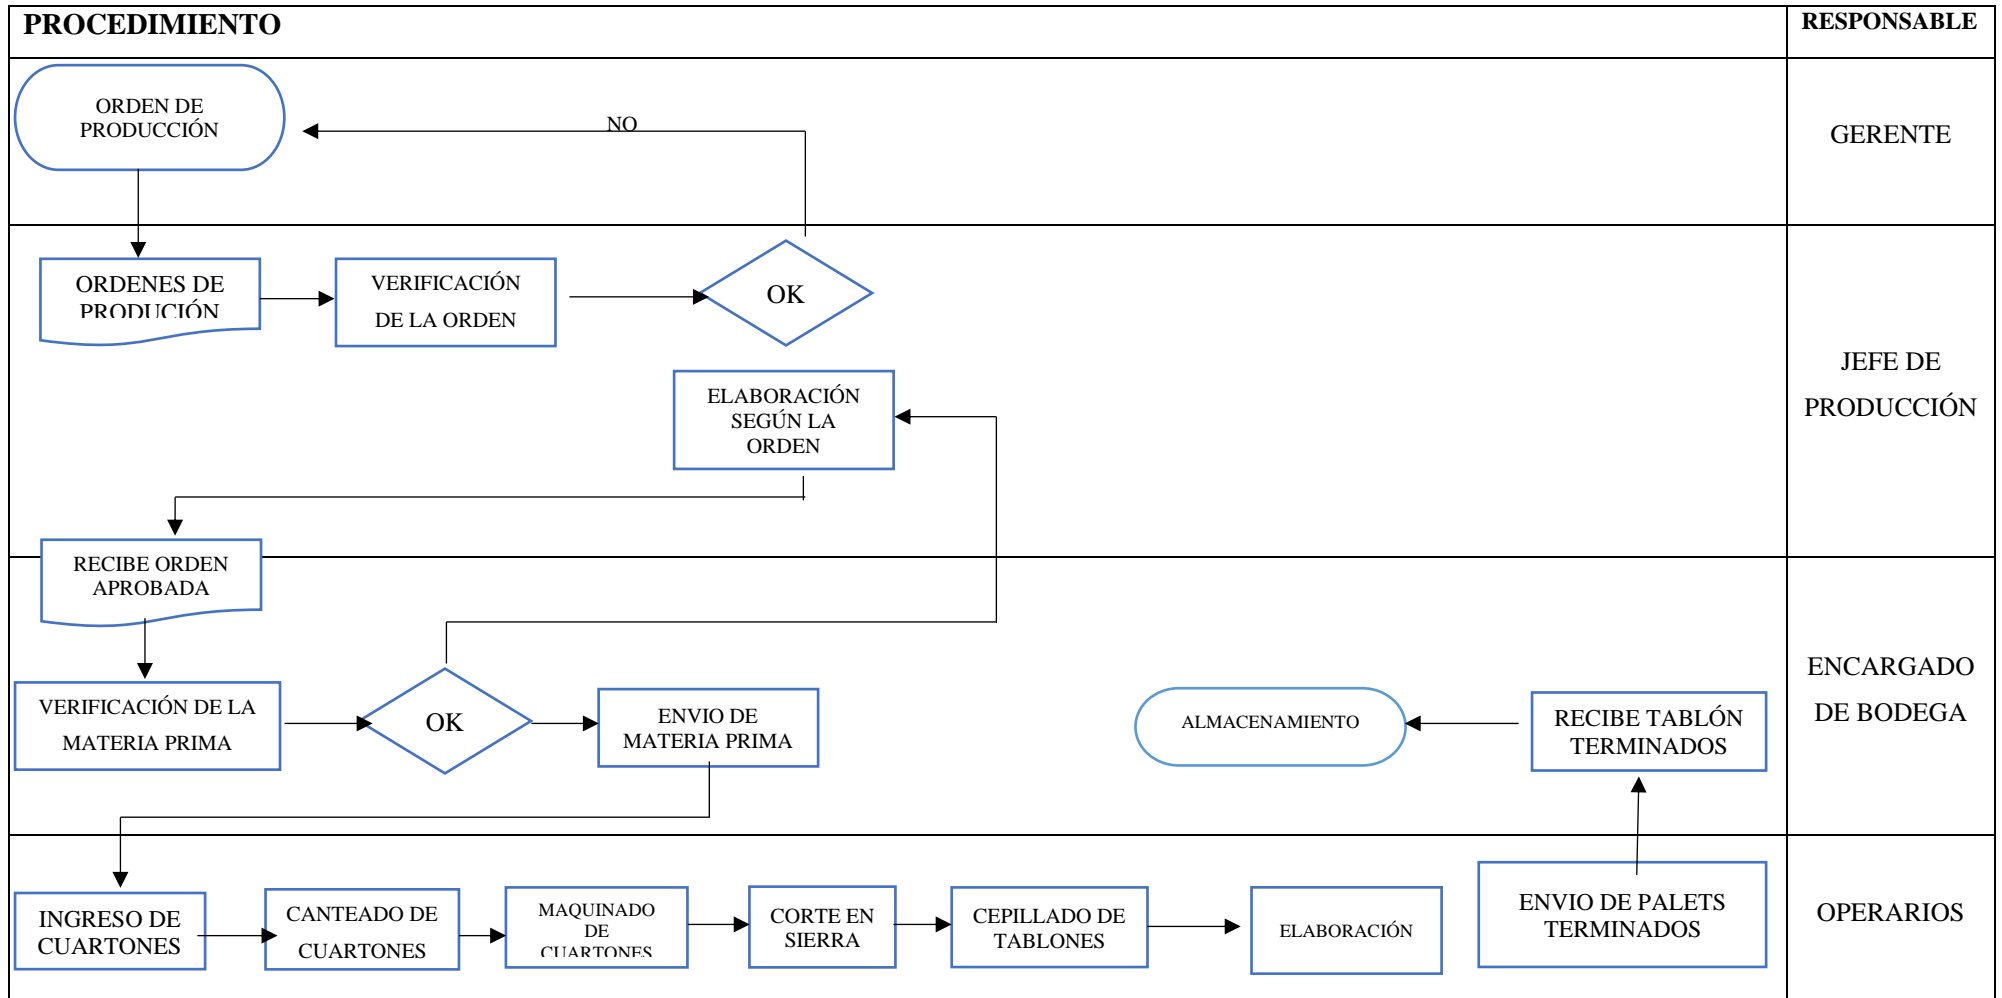 PROCEDIMIENTO
RESPONSABLE
ORDEN DE
PRODUCCIÓN
NO
GERENTE
ORDENES DE
PRODUCIÓN
VERIFICACIÓN
DE LA ORDEN
OK
ELABORACIÓN
SEGÚN LA
ORDEN
JEFE DE
PRODUCCIÓN
RECIBE ORDEN
APROBADA
VERIFICACIÓN DE LA
MATERIA PRIMA
OK
ENVIO DE
MATERIA PRIMA
ALMACENAMIENTO
RECIBE TABLÓN
TERMINADOS
ENCARGADO
DE BODEGA
INGRESO DE
CUARTONES
CANTEADO DE
CUARTONES
MAQUINADO
DE
CUARTONES
CORTE EN
SIERRA
CEPILLADO DE
TABLONES
ELABORACIÓN
ENVIO DE PALETS
TERMINADOS
OPERARIOS